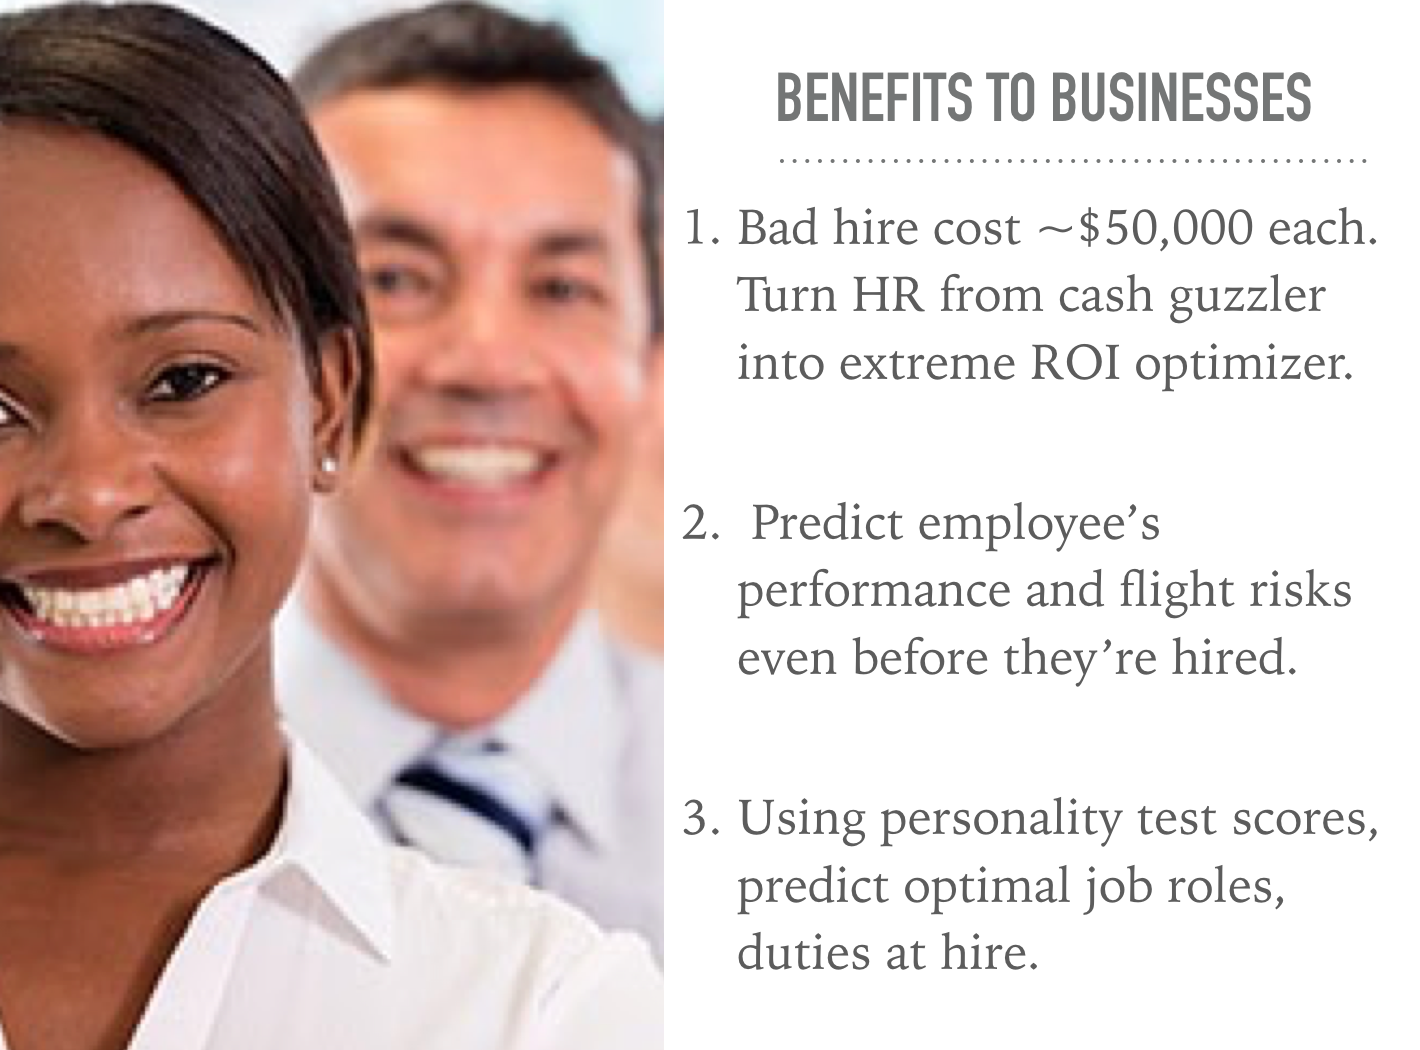 BENEFITS TO BUSINESSES
1. Bad hire cost ~$50,000 each.
Turn HR from cash guzzler
into extreme ROI optimizer.
2. Predict employee’s
performance and flight risks
even before they’re hired.
3. Using personality test scores,
predict optimal job roles,
duties at hire.